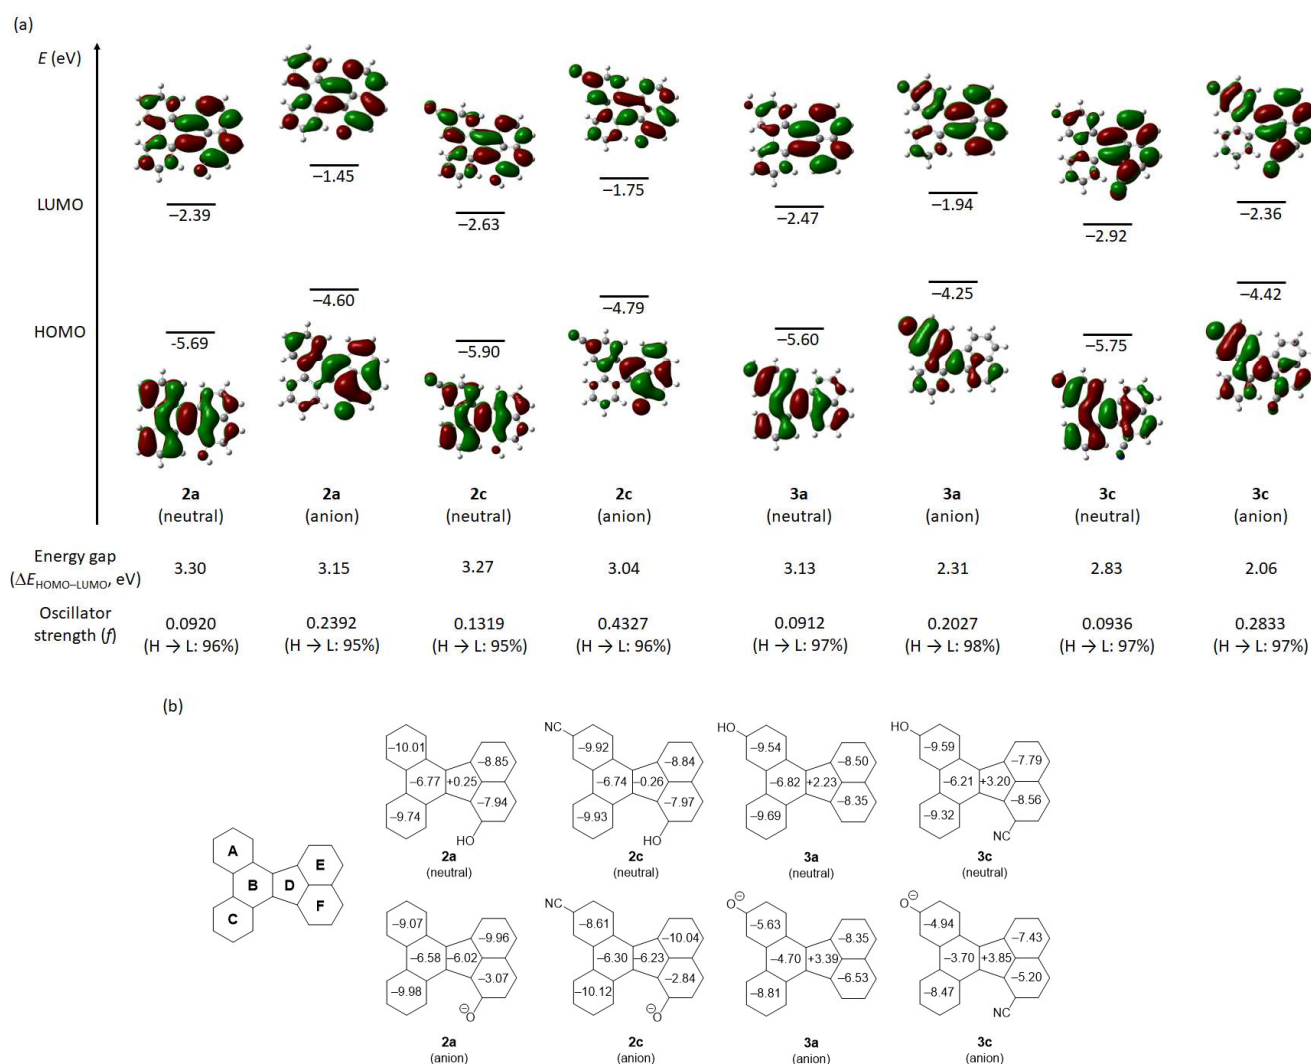 (a)
E (eV)
LUMO
HOMO
−2.39
−1.45
−2.63
−1.75
−2.47
−1.94
−2.92
−2.36
−5.69
−4.60
−5.90
−4.79
−5.60
−4.25
−5.75
−4.42
2a 2a 2c 2c 3a 3a 3c 3c
(neutral) (anion) (neutral) (anion) (neutral) (anion) (neutral) (anion)
Energy gap
(ΔE_HOMO–LUMO, eV) 3.30 3.15 3.27 3.04 3.13 2.31 2.83 2.06
Oscillator
strength (f) 0.0920 0.2392 0.1319 0.4327 0.0912 0.2027 0.0936 0.2833
(H → L: 96%) (H → L: 95%) (H → L: 95%) (H → L: 96%) (H → L: 97%) (H → L: 98%) (H → L: 97%) (H → L: 97%)
(b)
A
B
C
D
E
F
−10.01
−8.85
−6.77 +0.25
−7.94
−9.74
HO
2a
(neutral)
NC
−9.92
−8.84
−6.74 −0.26
−7.97
−9.93
HO
2c
(neutral)
HO
−9.54
−8.50
−6.82 +2.23
−8.35
−9.69
3a
(neutral)
HO
−9.59
−7.79
−6.21 +3.20
−8.56
−9.32
NC
3c
(neutral)
−9.07
−9.96
−6.58 −6.02
−3.07
−9.98
⊖
O
2a
(anion)
NC
−8.61
−10.04
−6.30 −6.23
−2.84
−10.12
⊖
O
2c
(anion)
⊖
O
−5.63
−8.35
−4.70 +3.39
−6.53
−8.81
3a
(anion)
⊖
O
−4.94
−7.43
−3.70 +3.85
−5.20
−8.47
NC
3c
(anion)